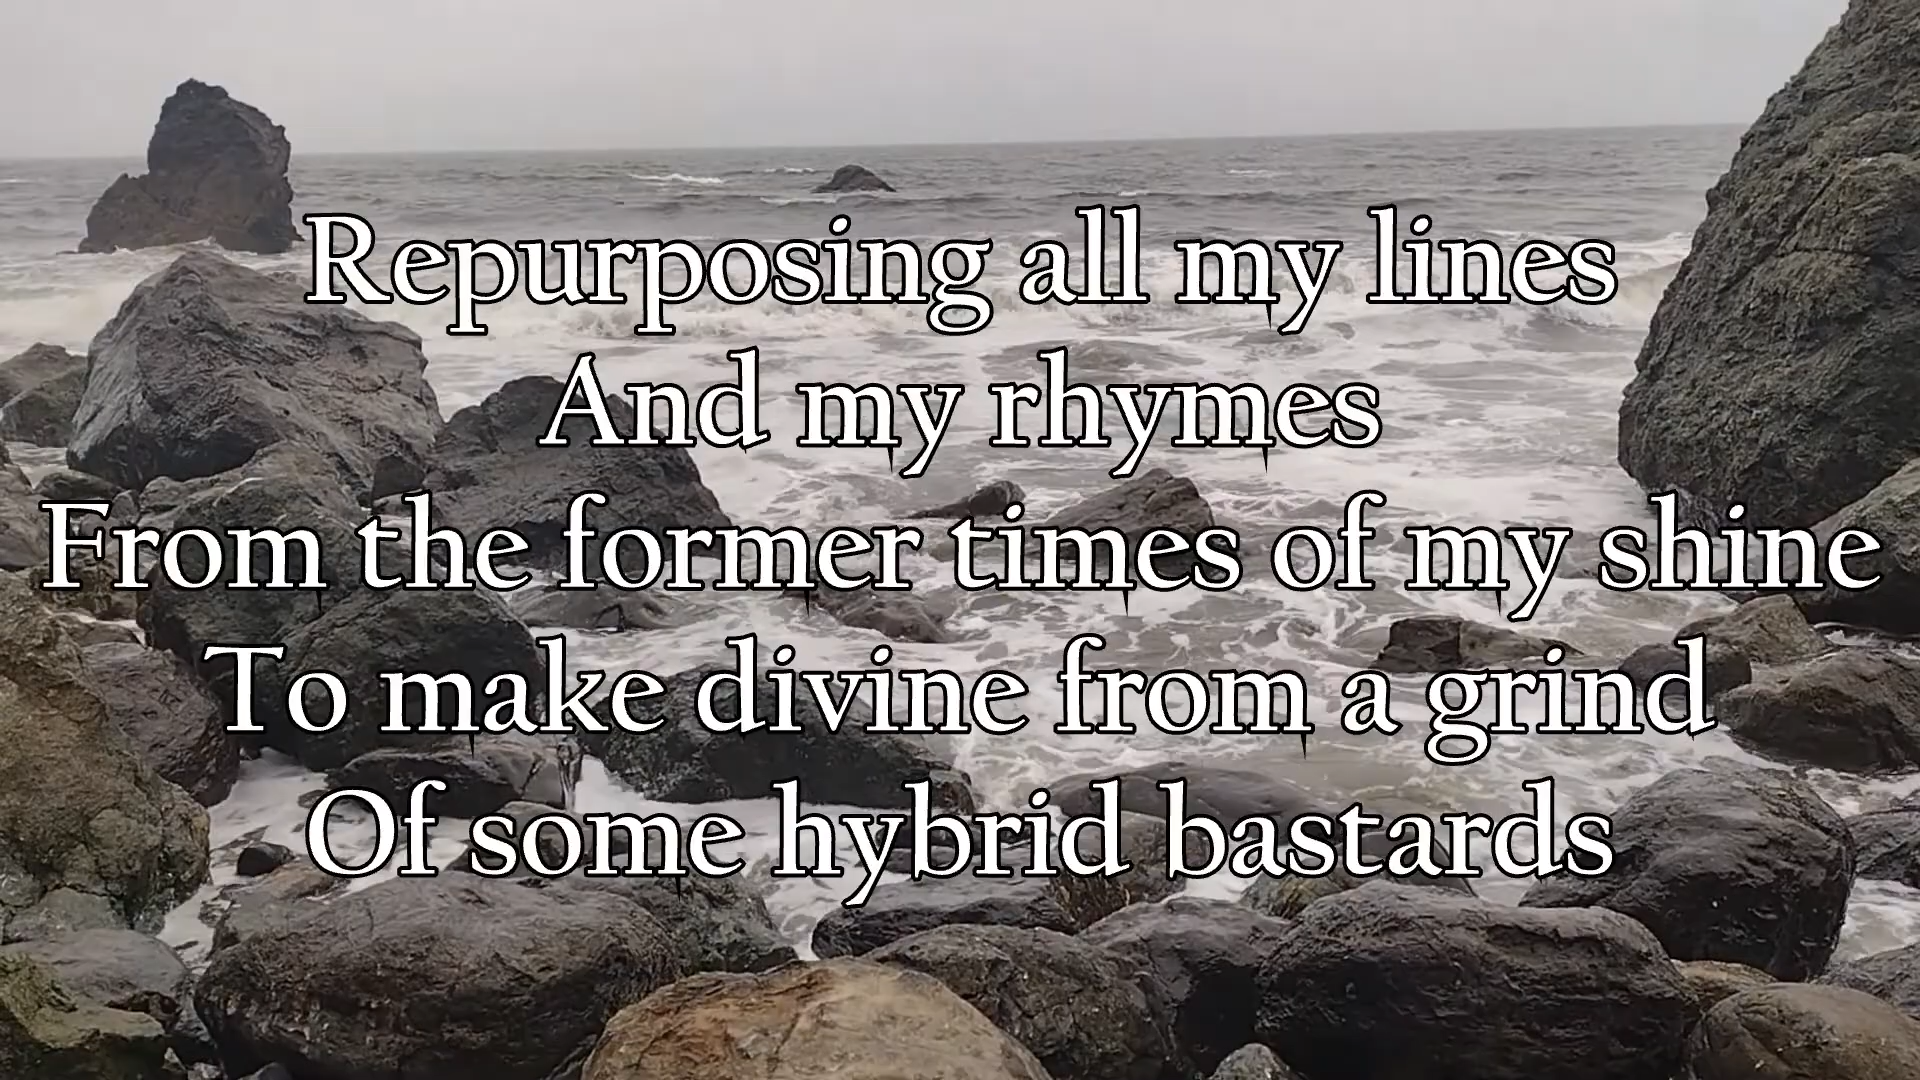 Repurposing all my lines
And my rhymes
From the former times of my shine
To make divine from a grind
Of some hybrid bastards